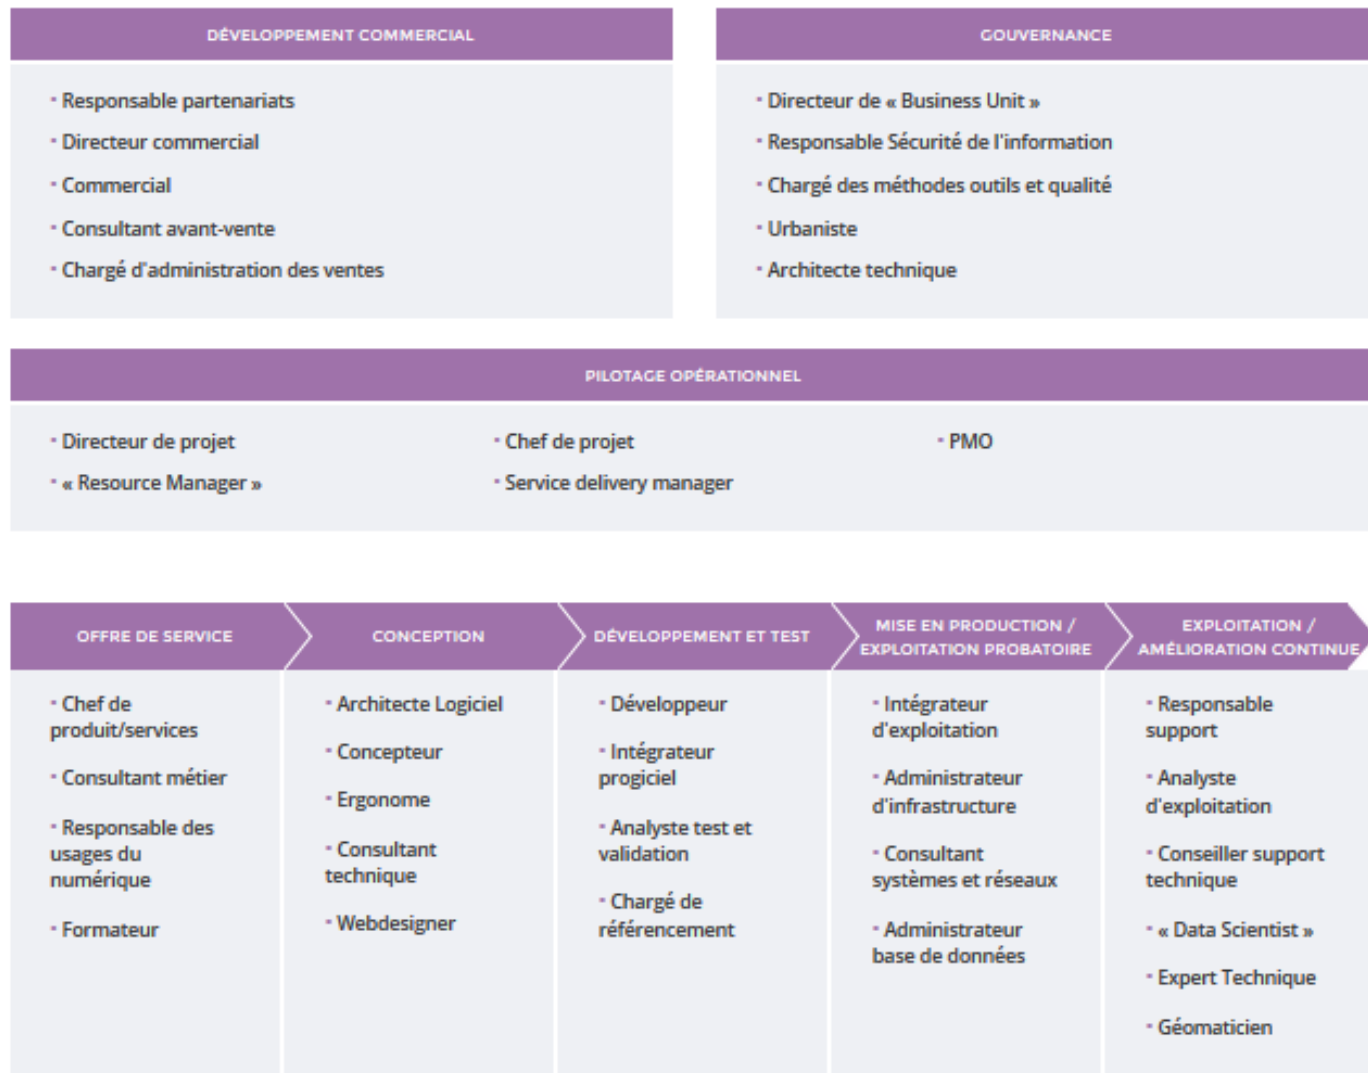 DÉVELOPPEMENT COMMERCIAL
- Responsable partenariats
- Directeur commercial
- Commercial
- Consultant avant-vente
- Chargé d'administration des ventes
GOUVERNANCE
- Directeur de « Business Unit »
- Responsable Sécurité de l'information
- Chargé des méthodes outils et qualité
- Urbaniste
- Architecte technique
PILOTAGE OPÉRATIONNEL
- Directeur de projet
- « Resource Manager »
- Chef de projet
- Service delivery manager
- PMO
OFFRE DE SERVICE
- Chef de
produit/services
- Consultant métier
- Responsable des
usages du
numérique
- Formateur
CONCEPTION
- Architecte Logiciel
- Concepteur
- Ergonome
- Consultant
technique
- Webdesigner
DÉVELOPPEMENT ET TEST
- Développeur
- Intégrateur
progiciel
- Analyste test et
validation
- Chargé de
référencement
MISE EN PRODUCTION /
EXPLOITATION PROBATOIRE
- Intégrateur
d'exploitation
- Administrateur
d'infrastructure
- Consultant
systèmes et réseaux
- Administrateur
base de données
EXPLOITATION /
AMÉLIORATION CONTINUE
- Responsable
support
- Analyste
d'exploitation
- Conseiller support
technique
- « Data Scientist »
- Expert Technique
- Géomaticien